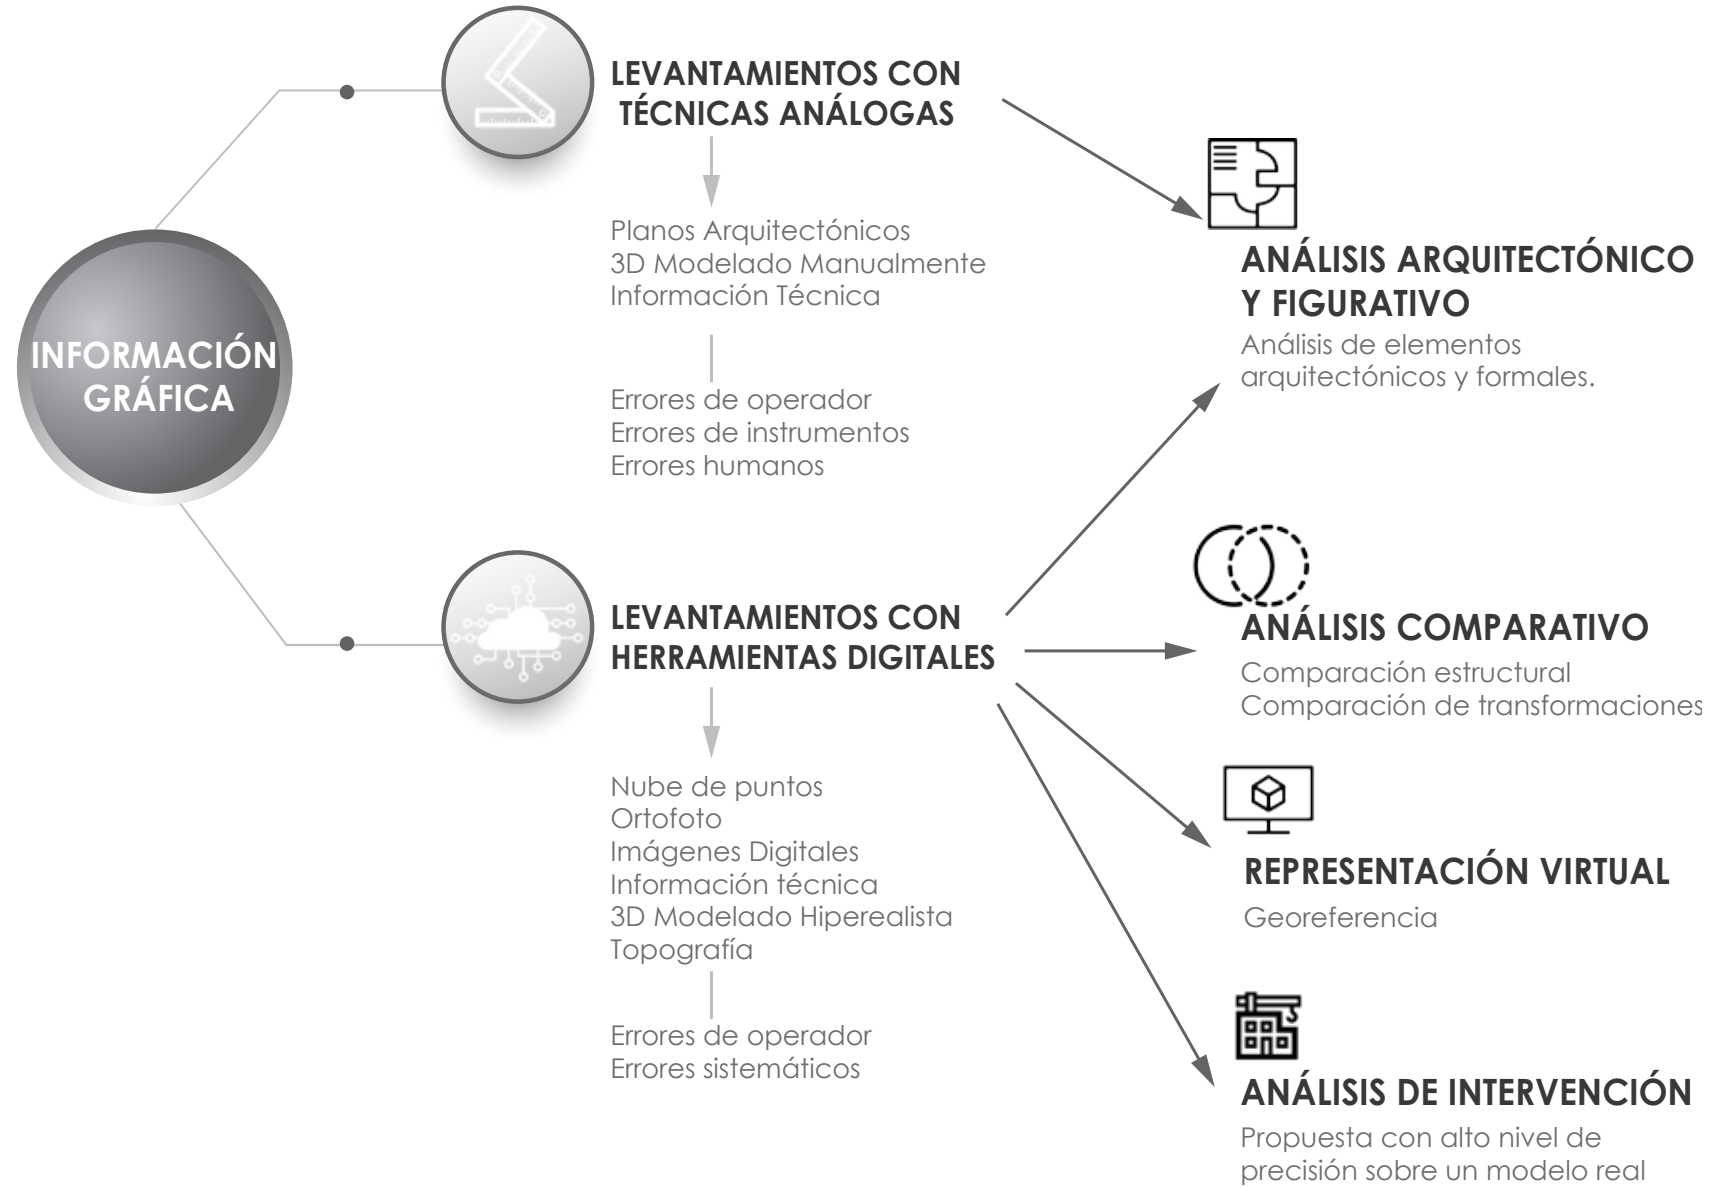 INFORMACIÓN
GRÁFICA
LEVANTAMIENTOS CON
TÉCNICAS ANÁLOGAS
Planos Arquitectónicos
3D Modelado Manualmente
Información Técnica
Errores de operador
Errores de instrumentos
Errores humanos
LEVANTAMIENTOS CON
HERRAMIENTAS DIGITALES
Nube de puntos
Ortofoto
Imágenes Digitales
Información técnica
3D Modelado Hiperealista
Topografía
Errores de operador
Errores sistemáticos
ANÁLISIS ARQUITECTÓNICO
Y FIGURATIVO
Análisis de elementos
arquitectónicos y formales.
ANÁLISIS COMPARATIVO
Comparación estructural
Comparación de transformaciones
REPRESENTACIÓN VIRTUAL
Georeferencia
ANÁLISIS DE INTERVENCIÓN
Propuesta con alto nivel de
precisión sobre un modelo real